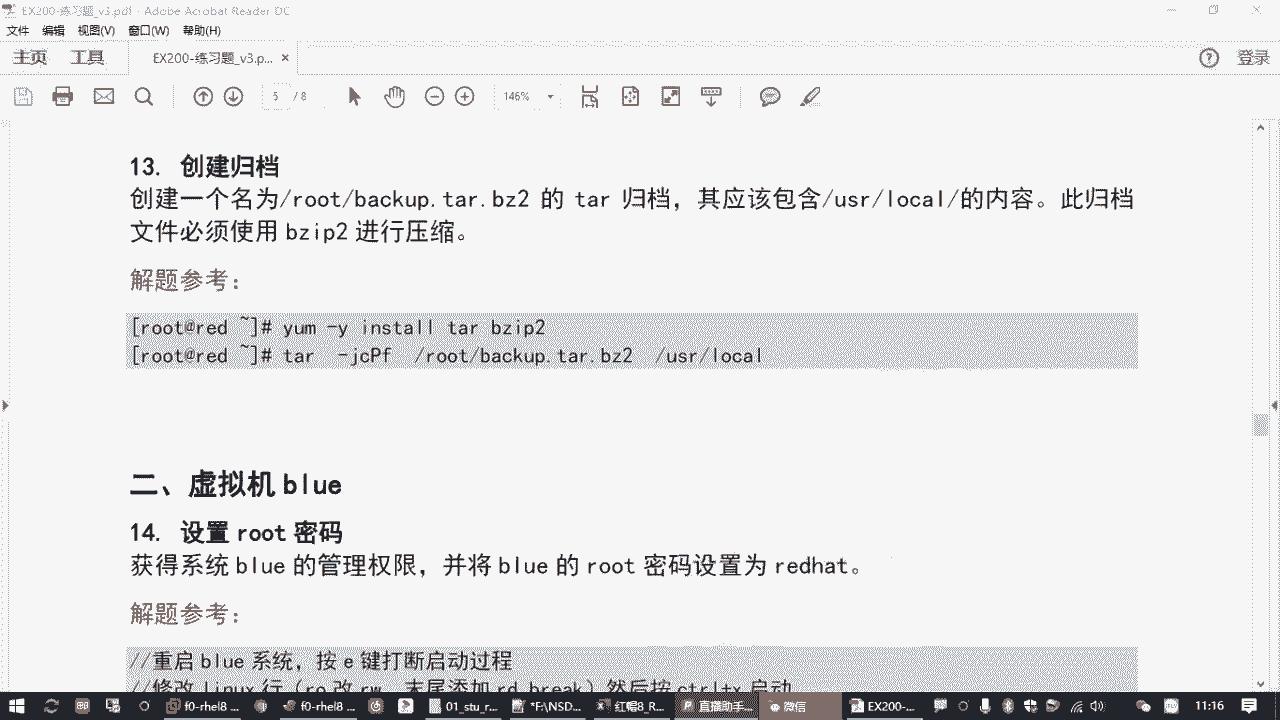 EX200-练习题_v3.pdf - Adobe Acrobat Reader DC
文件 编辑 视图(V) 窗口(W) 帮助(H)
主页 工具 EX200-练习题_v3.p... × 登录
5 / 8 146%
13. 创建归档
创建一个名为/root/backup.tar.bz2 的 tar 归档，其应该包含/usr/local/的内容。此归档
文件必须使用 bzip2 进行压缩。
解题参考：
[root@red ~]# yum -y install tar bzip2
[root@red ~]# tar -jcPf /root/backup.tar.bz2 /usr/local
二、虚拟机 blue
14. 设置 root 密码
获得系统 blue 的管理权限，并将 blue 的 root 密码设置为 redhat。
解题参考：
//重启 blue 系统，按 e 键打断启动过程
//修改 linux 行（ro 改 rw，末尾添加 rd.break）然后按 ctrl+x 启动
f0-rhel8 ... f0-rhel8 ... 01_stu_r... *F:\NSD... 红帽8_R... 直播助手... 微信 EX200-... 11:16